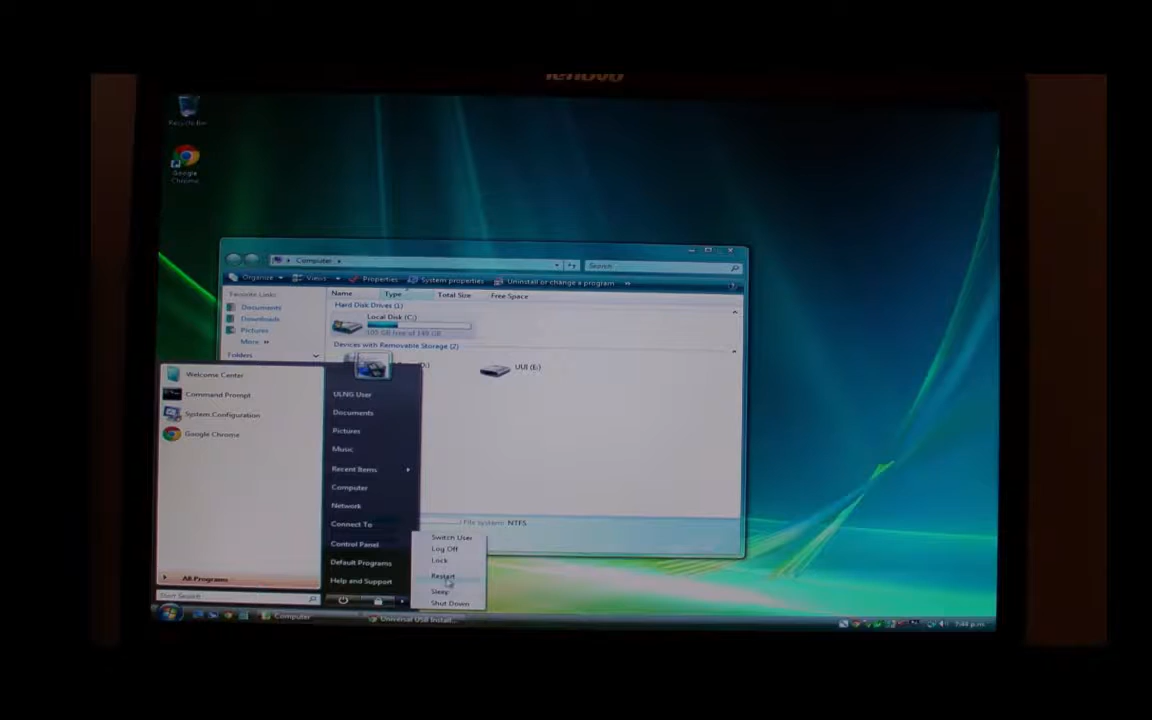 lenovo
Recycle Bin
Google
Chrome
Computer
Search
Organize
Views
Properties
System properties
Uninstall or change a program
»
Favorite Links
Documents
Downloads
Pictures
More »
Folders
Name
Type
Total Size
Free Space
Hard Disk Drives (1)
Local Disk (C:)
Devices with Removable Storage (2)
UUI (E:)
File system: NTFS
Welcome Center
Command Prompt
System Configuration
Google Chrome
All Programs
Start Search
ULNG User
Documents
Pictures
Music
Recent Items
Computer
Network
Connect To
Control Panel
Default Programs
Help and Support
Switch User
Log Off
Lock
Restart
Sleep
Shut Down
Computer
Universal USB Install...